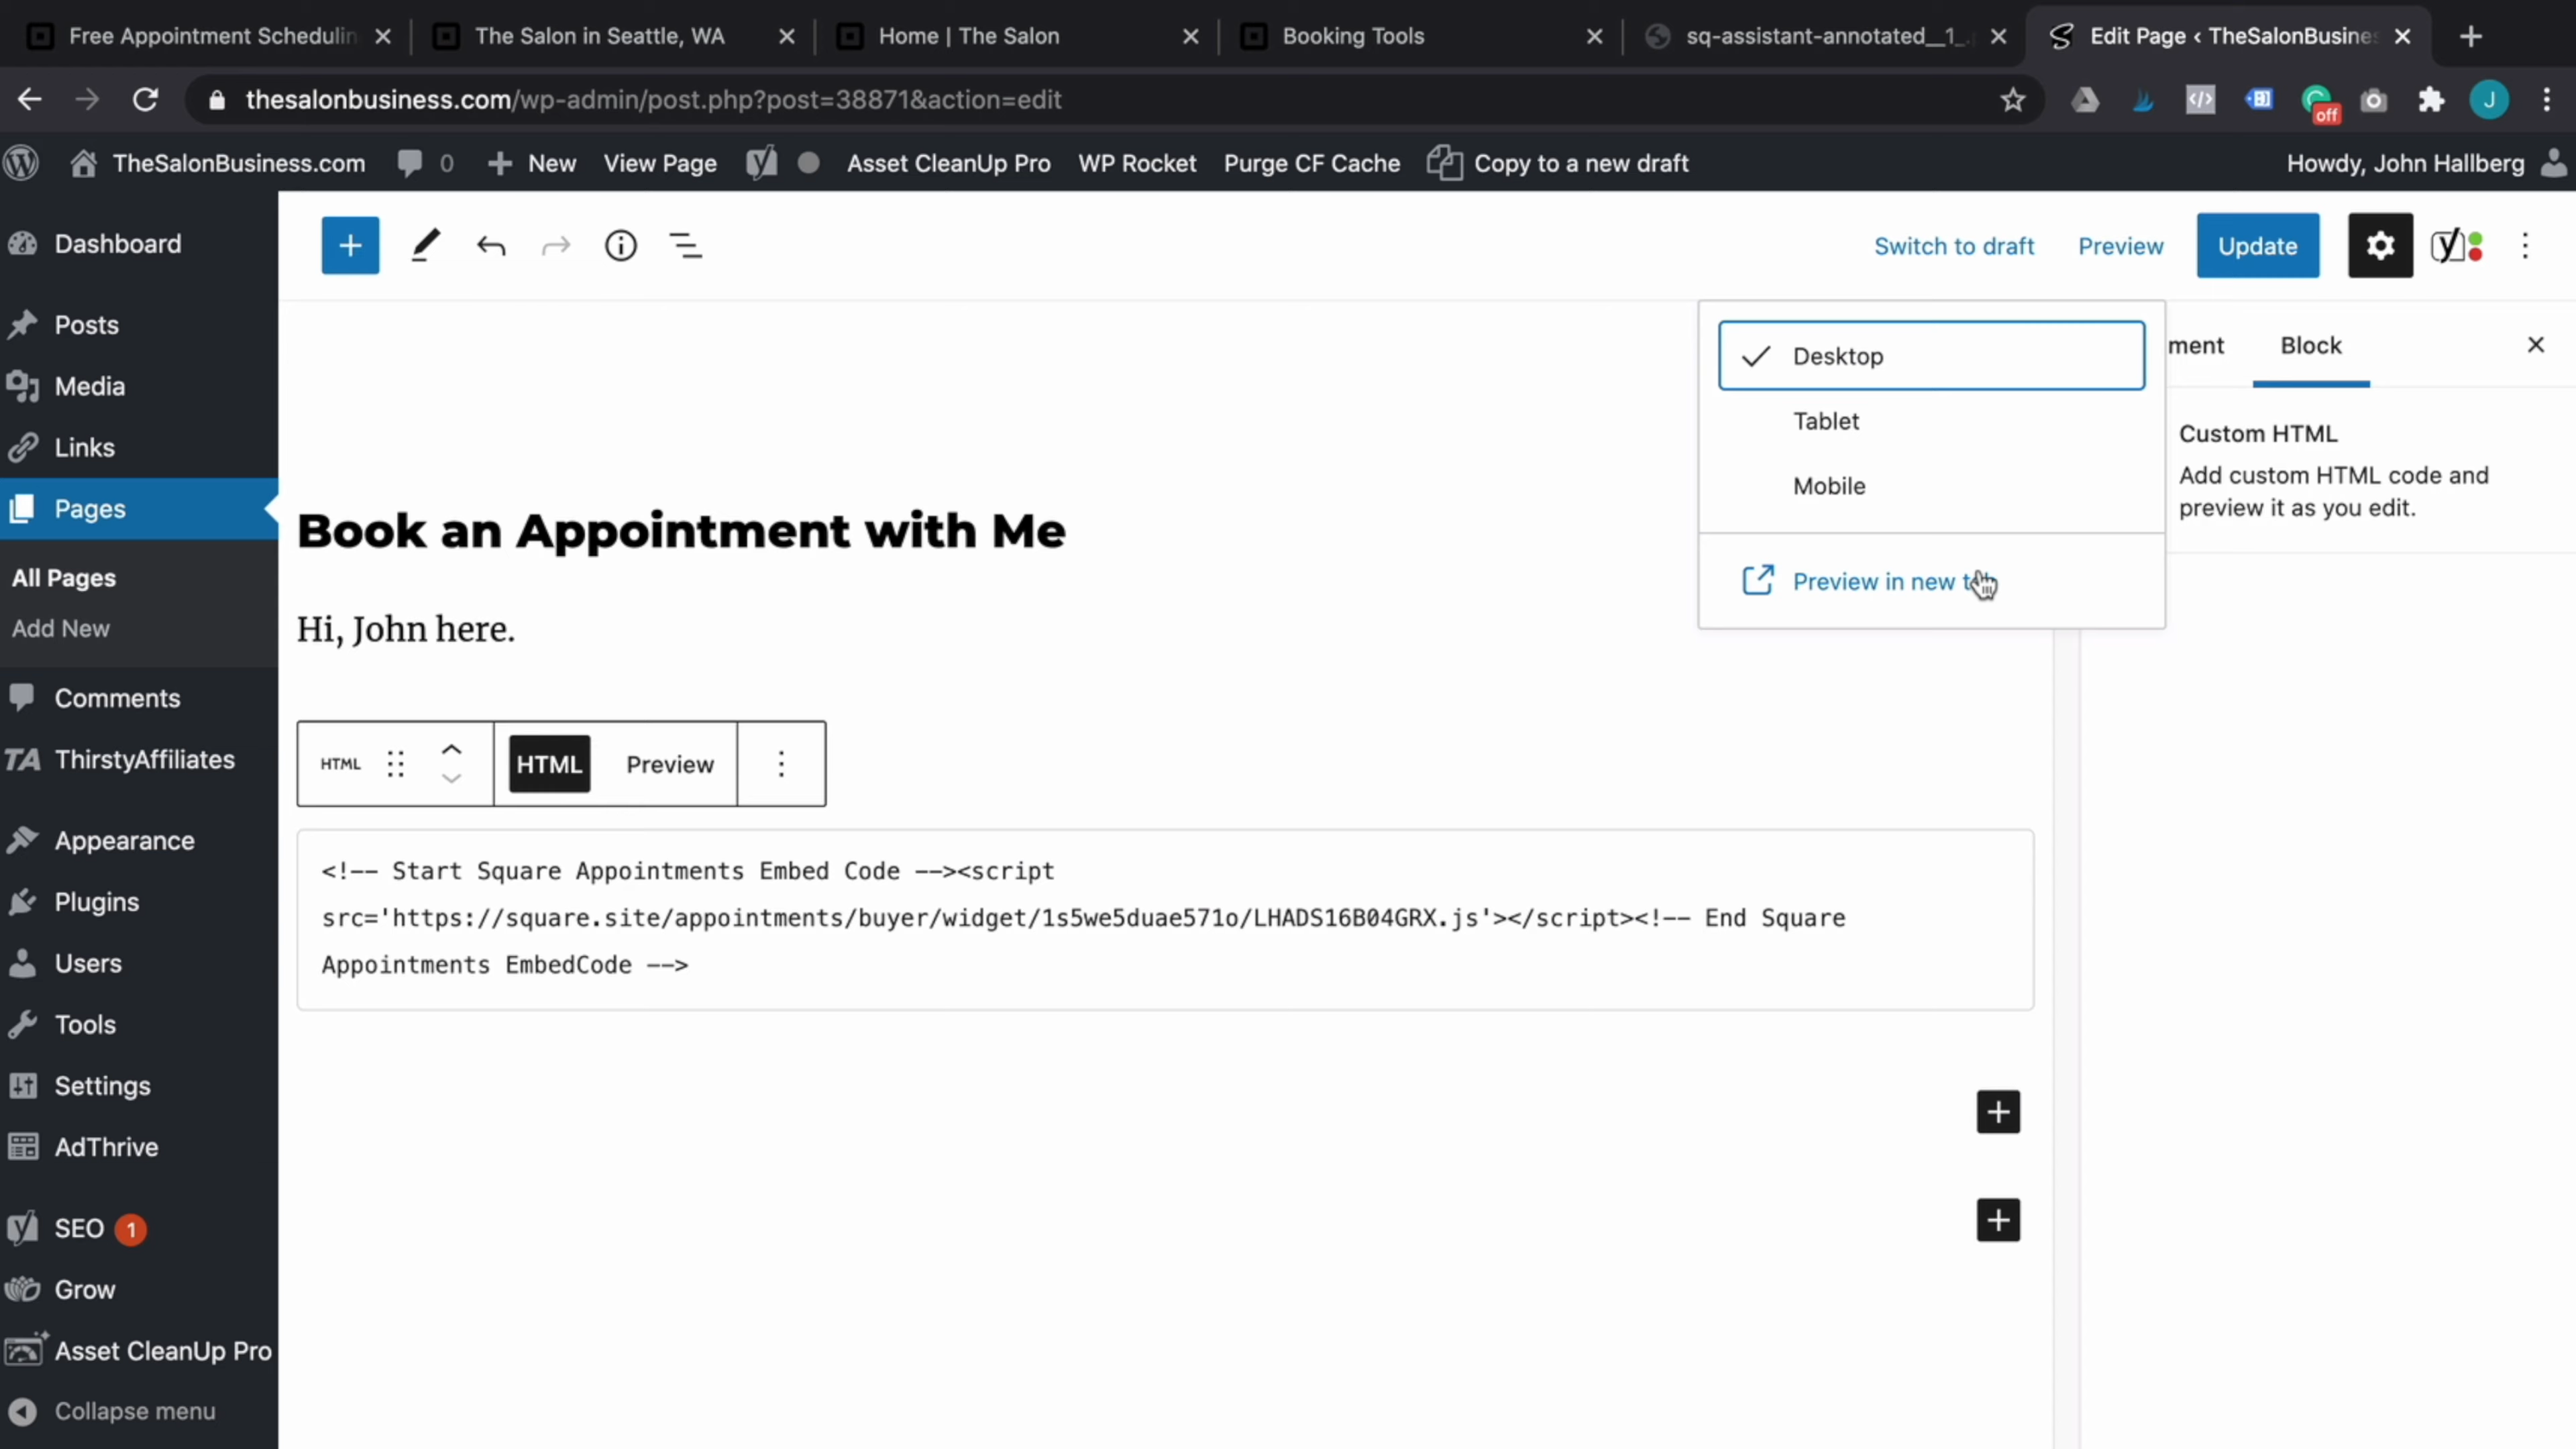 Free Appointment Schedulin
The Salon in Seattle, WA
Home | The Salon
Booking Tools
sq-assistant-annotated__1_.
Edit Page ‹ TheSalonBusines
thesalonbusiness.com/wp-admin/post.php?post=38871&action=edit
off
J
TheSalonBusiness.com
0
New
View Page
Asset CleanUp Pro
WP Rocket
Purge CF Cache
Copy to a new draft
Howdy, John Hallberg
Dashboard
Posts
Media
Links
Pages
All Pages
Add New
Comments
TA ThirstyAffiliates
Appearance
Plugins
Users
Tools
Settings
AdThrive
SEO 1
Grow
Asset CleanUp Pro
Collapse menu
Switch to draft
Preview
Update
Desktop
Tablet
Mobile
Preview in new
ment
Block
Custom HTML
Add custom HTML code and
preview it as you edit.
Book an Appointment with Me
Hi, John here.
HTML
HTML
Preview
<!-- Start Square Appointments Embed Code --><script
src='https://square.site/appointments/buyer/widget/1s5we5duae571o/LHADS16B04GRX.js'></script><!-- End Square
Appointments EmbedCode -->